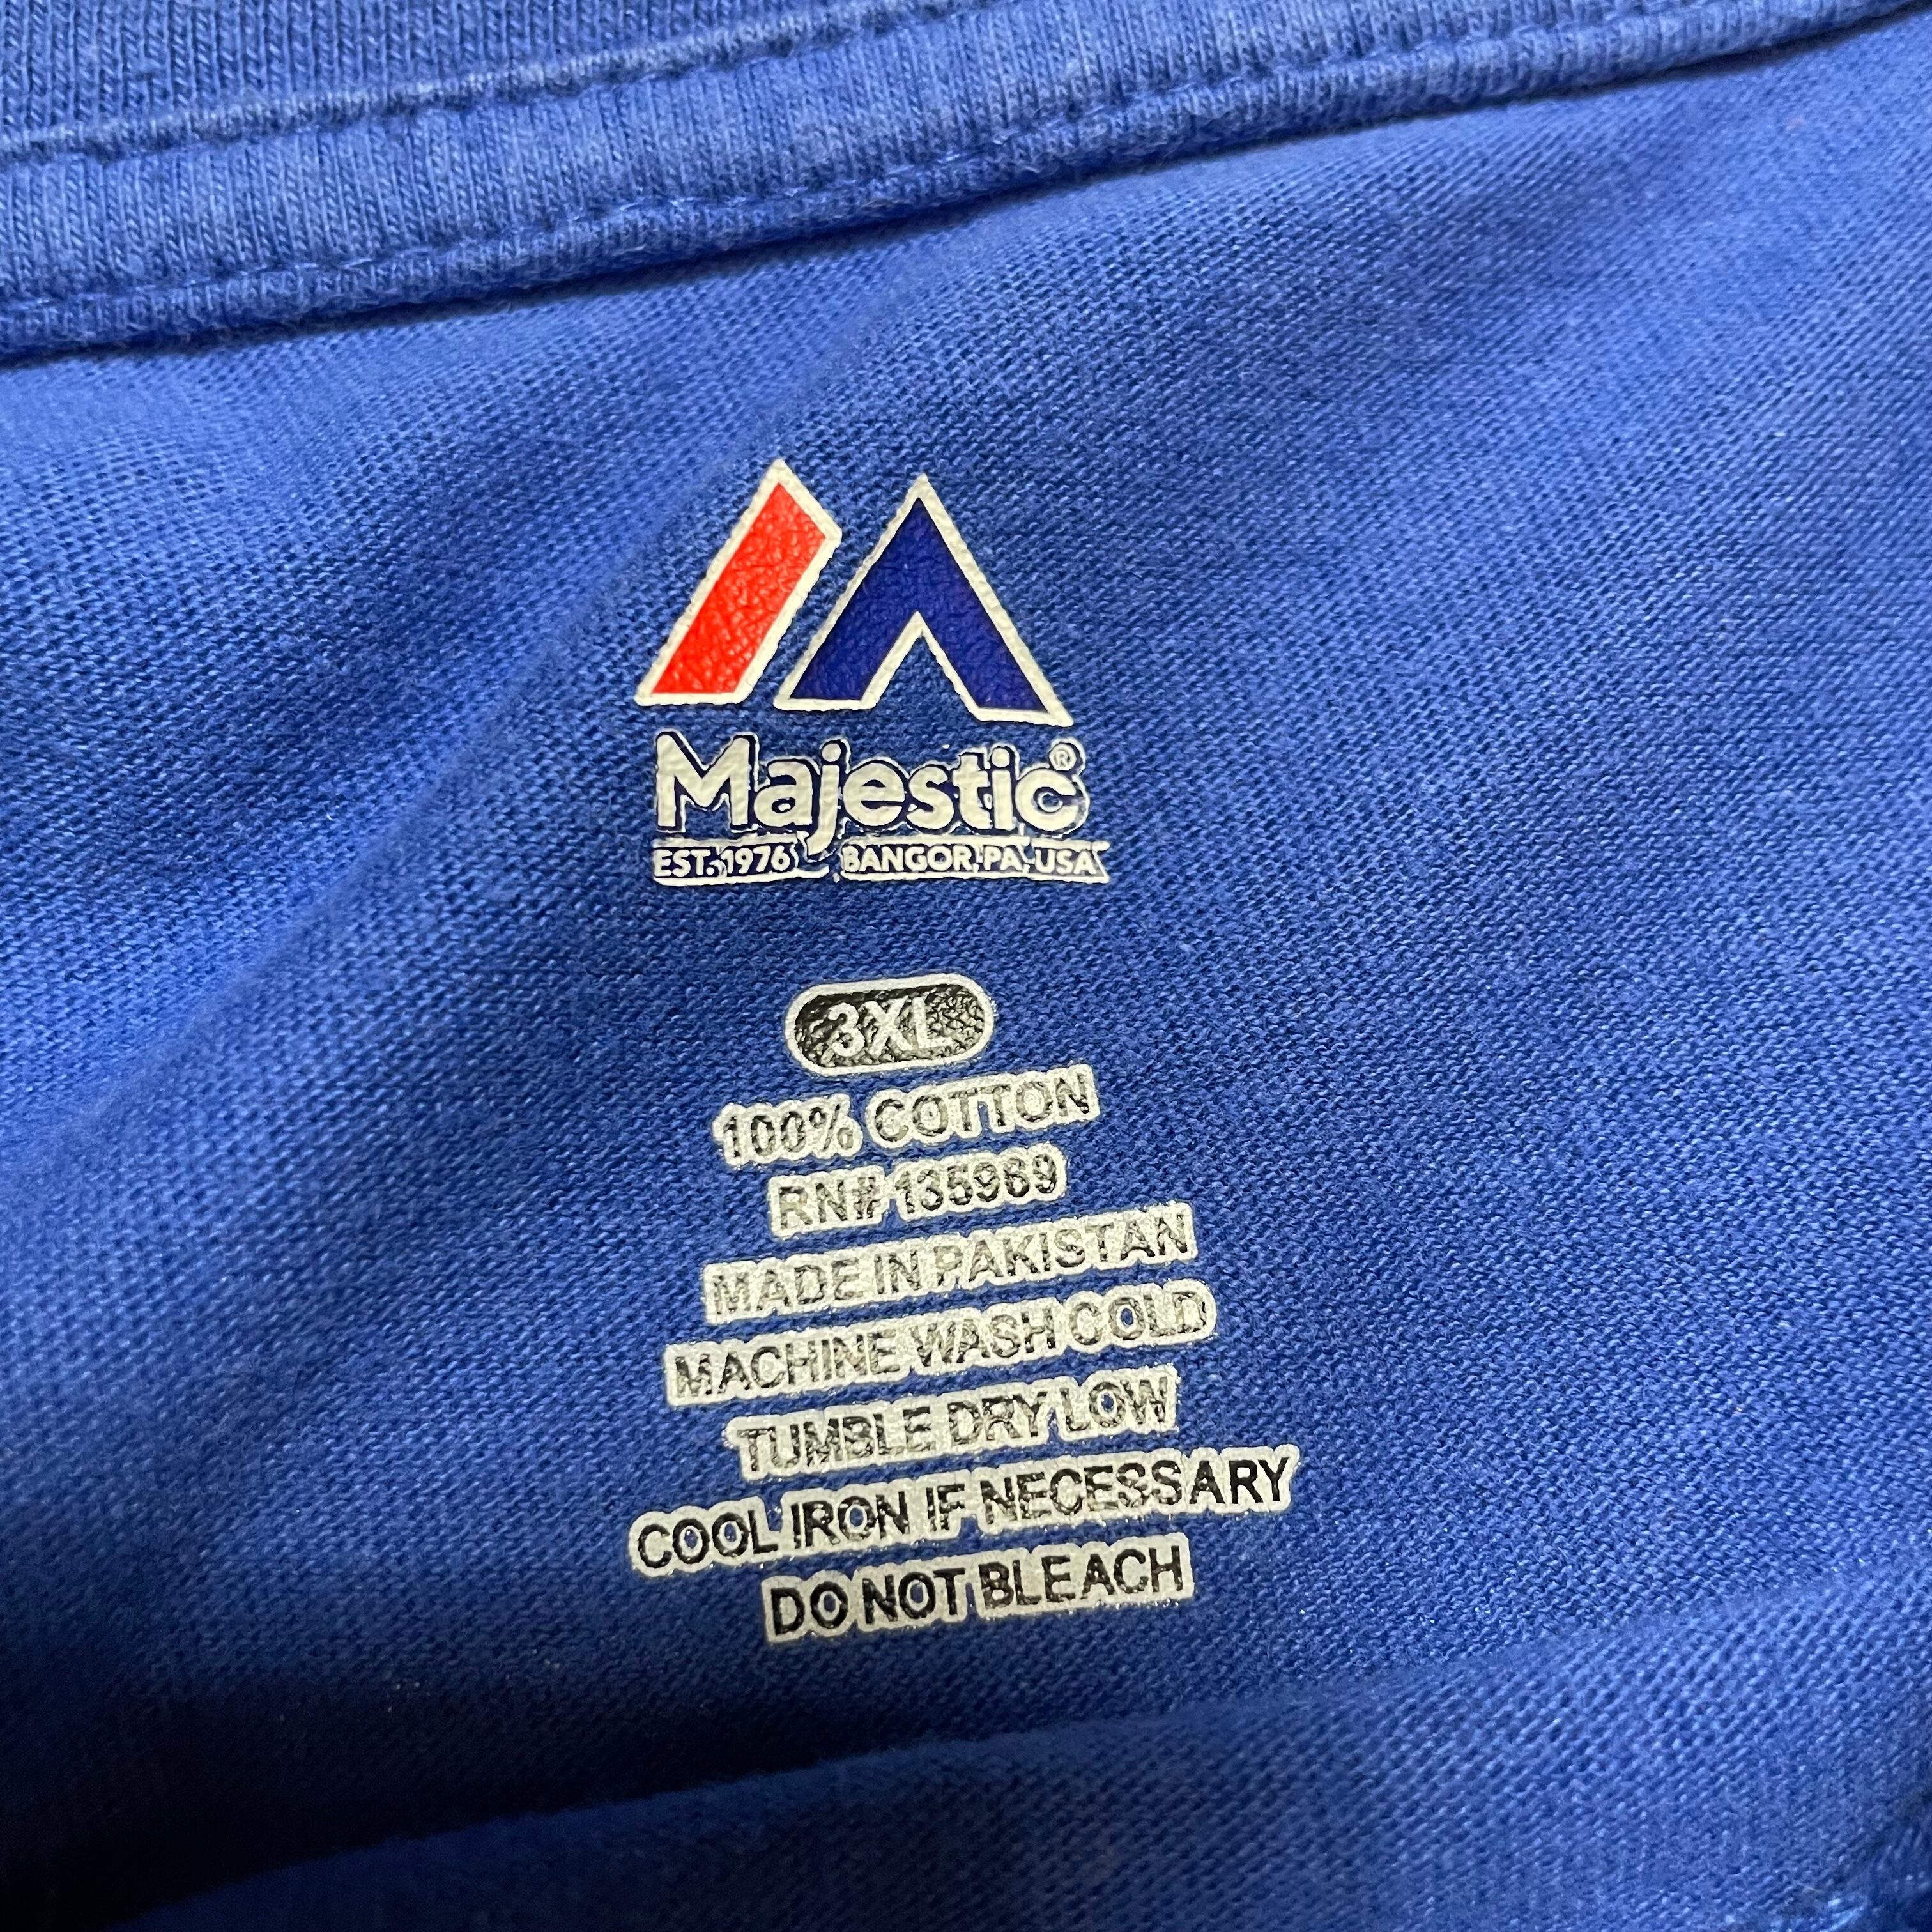 Majestic®
EST. 1976 BANGOR, PA, USA
3XL
100% COTTON
RN# 135969
MADE IN PAKISTAN
MACHINE WASH COLD
TUMBLE DRY LOW
COOL IRON IF NECESSARY
DO NOT BLEACH